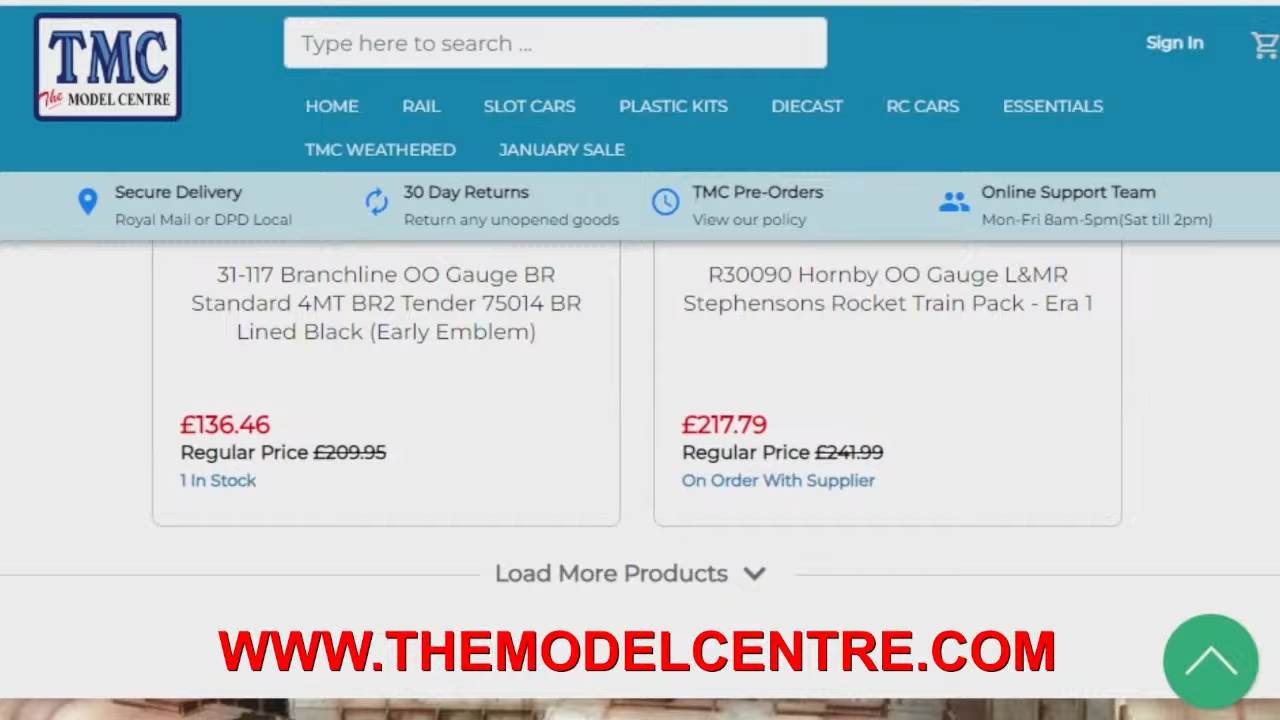 TMC
The MODEL CENTRE
Type here to search ...
Sign In
HOME RAIL SLOT CARS PLASTIC KITS DIECAST RC CARS ESSENTIALS
TMC WEATHERED JANUARY SALE
Secure Delivery
Royal Mail or DPD Local
30 Day Returns
Return any unopened goods
TMC Pre-Orders
View our policy
Online Support Team
Mon-Fri 8am-5pm(Sat till 2pm)
31-117 Branchline OO Gauge BR
Standard 4MT BR2 Tender 75014 BR
Lined Black (Early Emblem)
£136.46
Regular Price £209.95
1 In Stock
R30090 Hornby OO Gauge L&MR
Stephensons Rocket Train Pack - Era 1
£217.79
Regular Price £241.99
On Order With Supplier
Load More Products
WWW.THEMODELCENTRE.COM